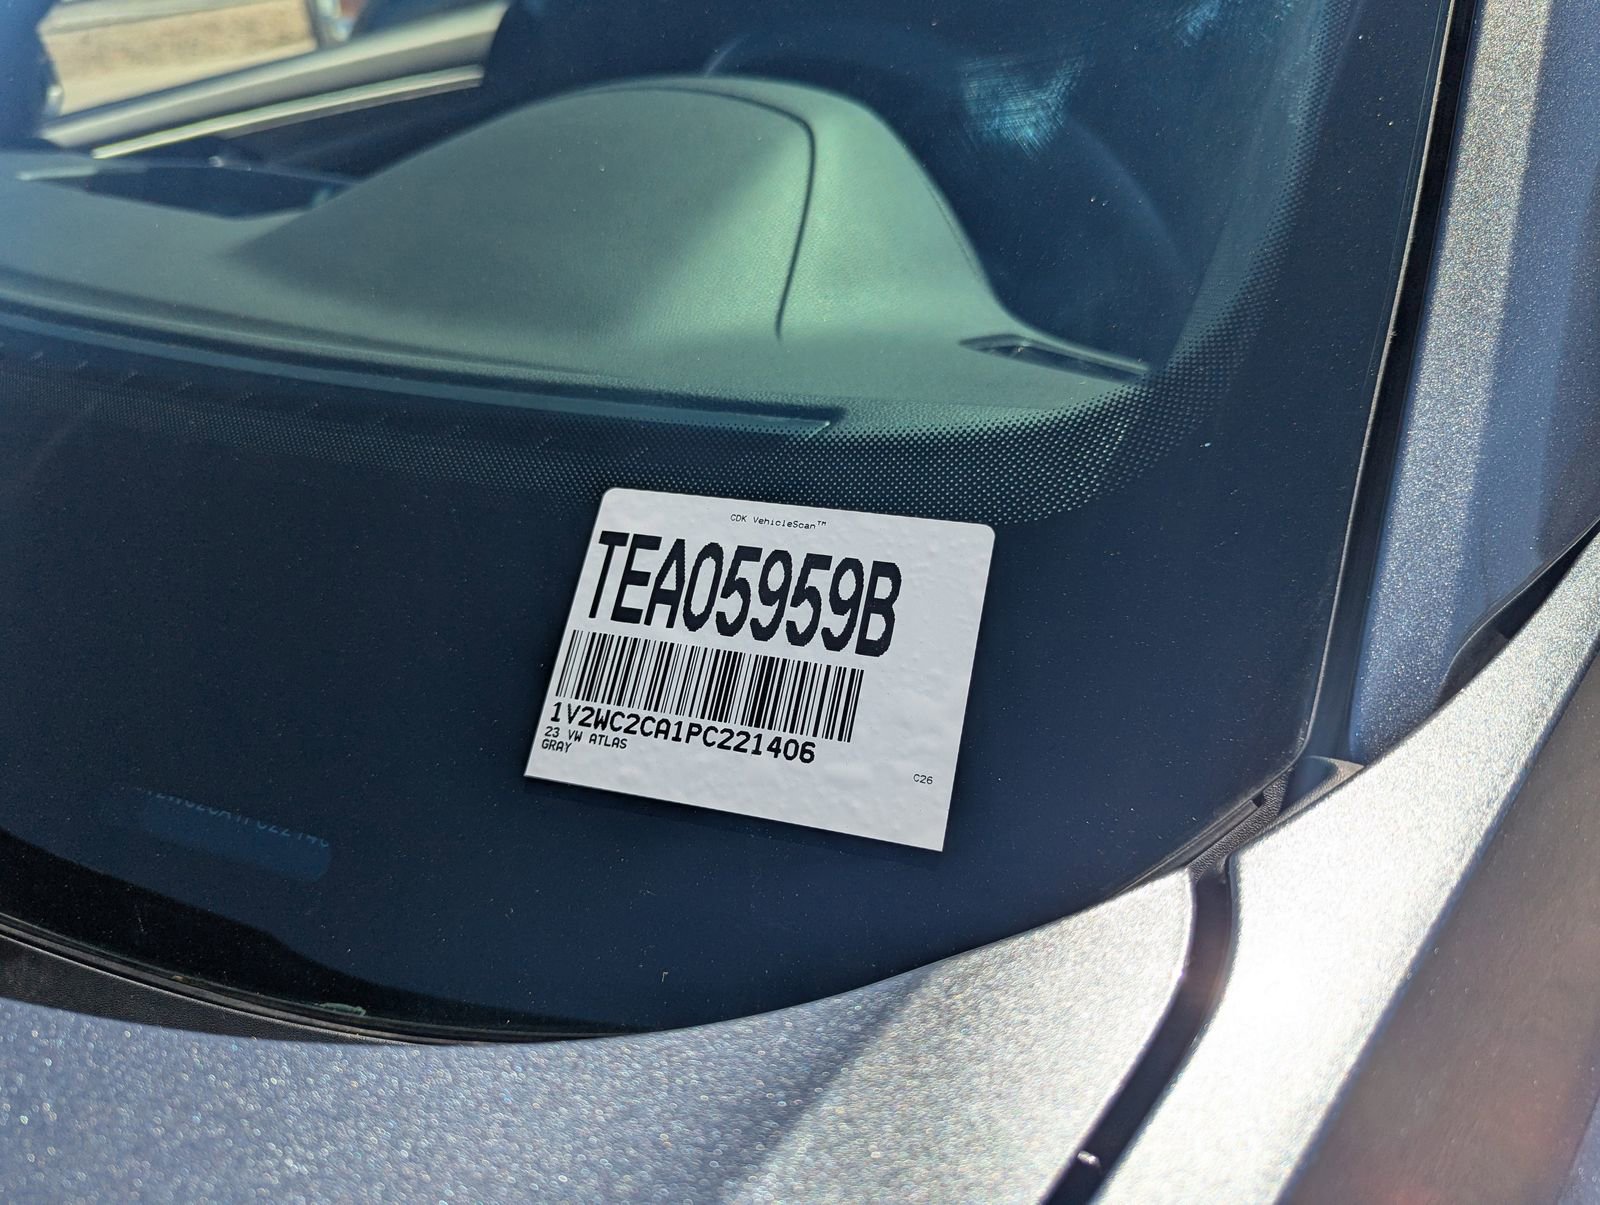 CDK VehicleScan™
TEA05959B
1V2WC2CA1PC221406
23 VW ATLAS
GRAY
C26